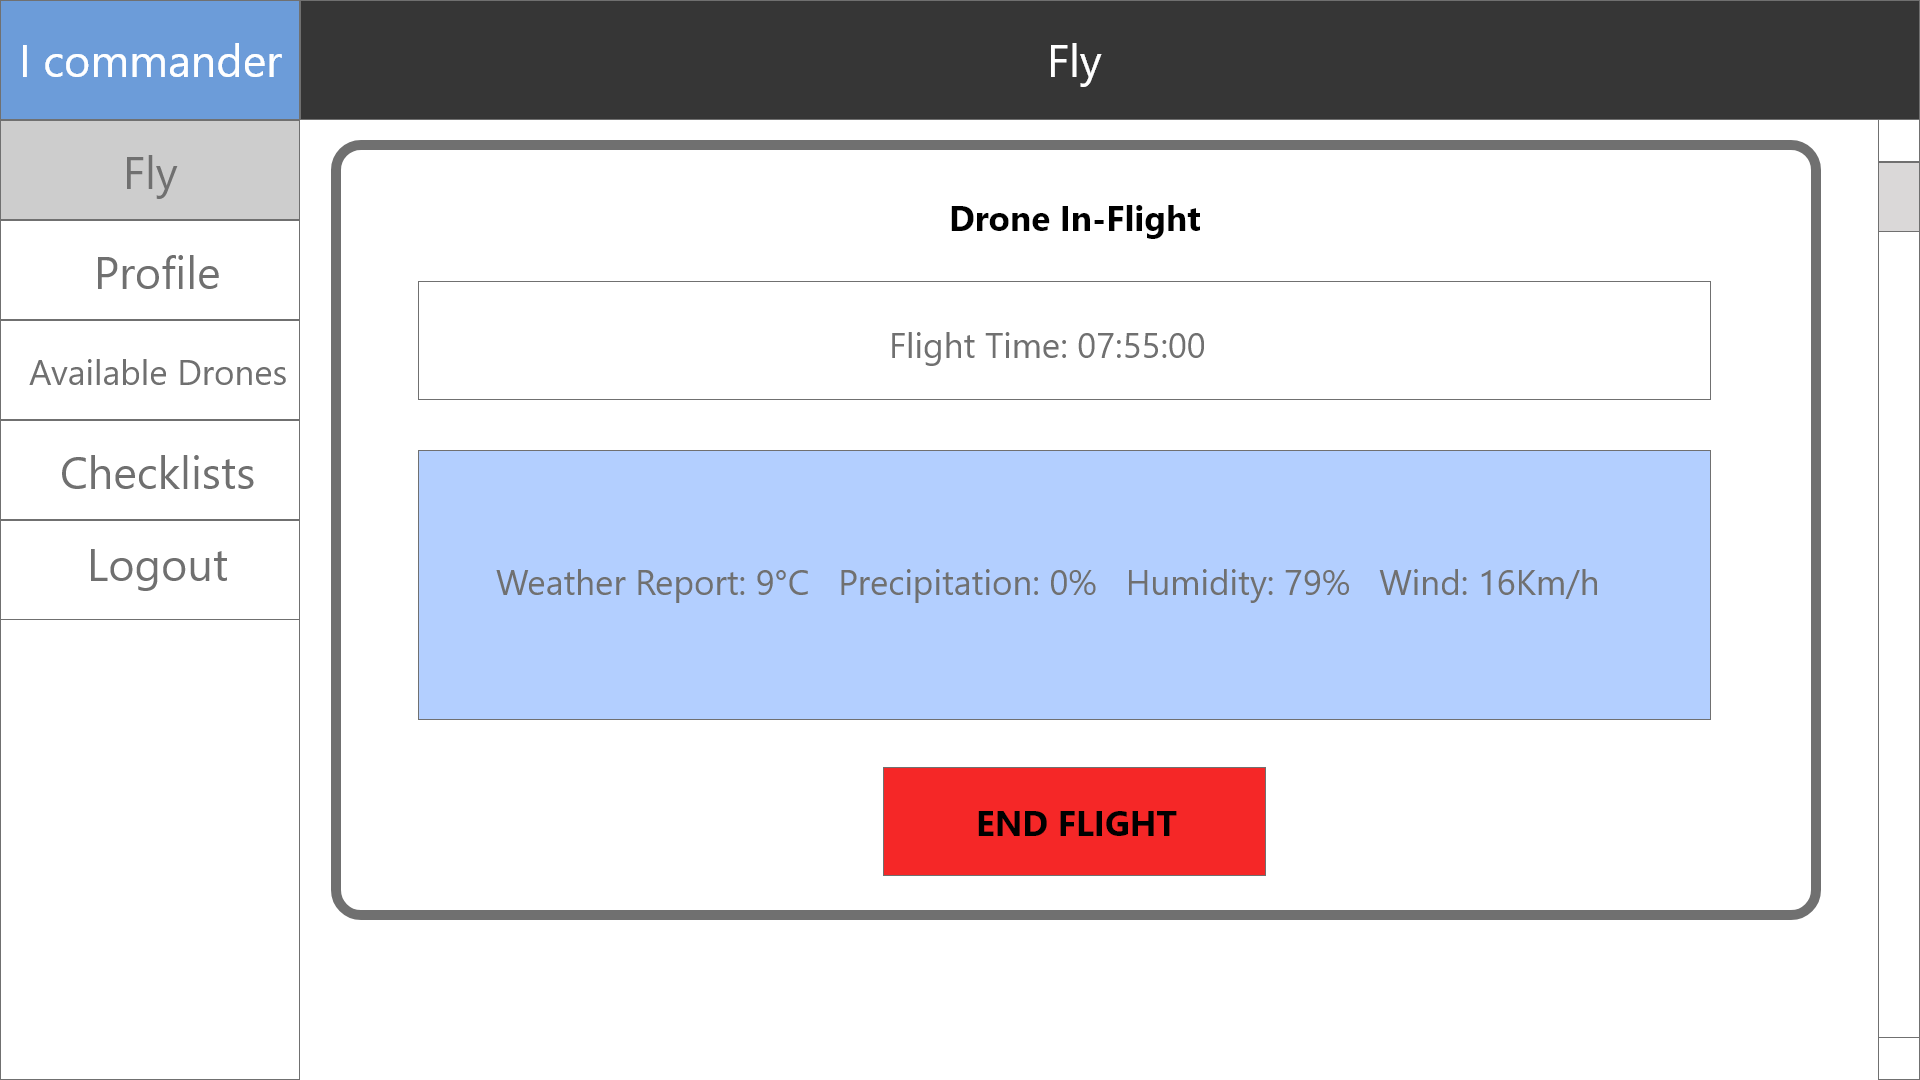 I commander
Fly
Fly
Profile
Available Drones
Checklists
Logout
Drone In-Flight
Flight Time: 07:55:00
Weather Report: 9°C   Precipitation: 0%   Humidity: 79%   Wind: 16Km/h
END FLIGHT